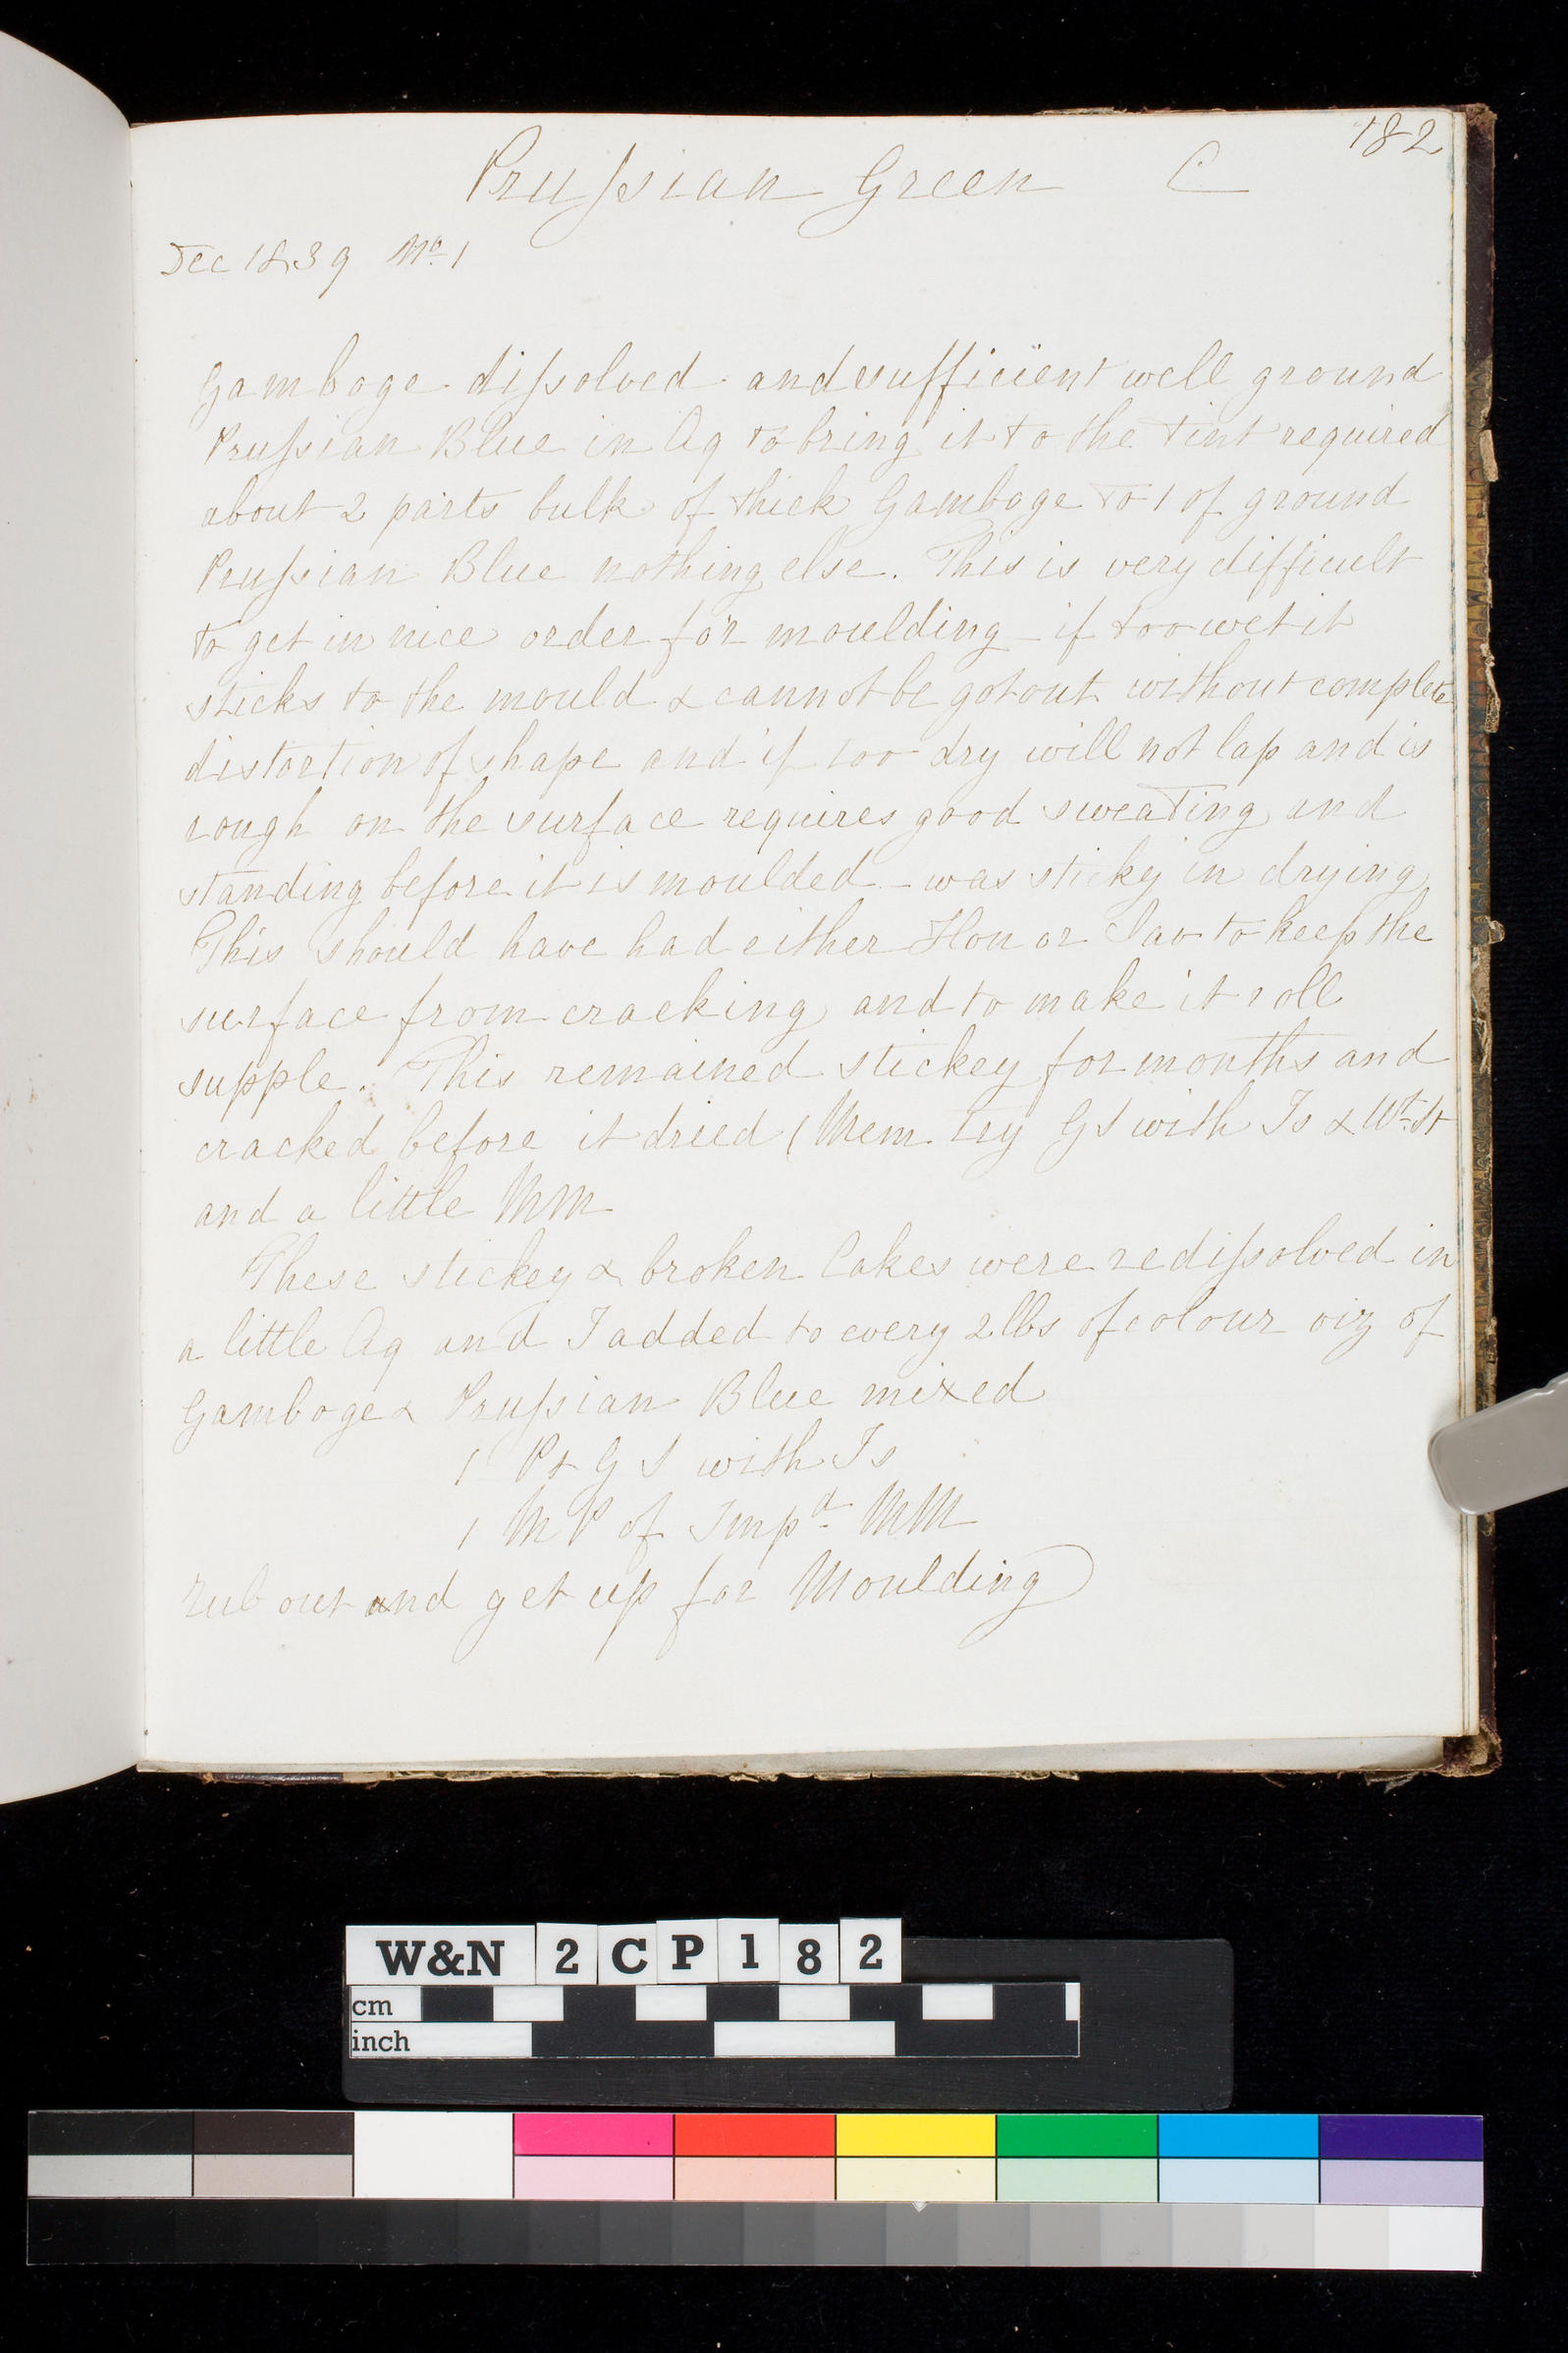 182
Prussian Green C
Dec 1839 No. 1
Gamboge dissolved and sufficient well ground
Prussian Blue in Aq to bring it to the tint required
about 2 parts bulk of thick Gamboge to 1 of ground
Prussian Blue nothing else. This is very difficult
to get in nice order for moulding - if too wet it
sticks to the mould & cannot be got out without complete
distortion of shape and if too dry will not lap and is
rough on the surface requires good sweating and
standing before it is moulded - was sticky in drying
This should have had either Hon or Sav to keep the
surface from cracking and to make it roll
supple. This remained stickey for months and
cracked before it dried (Mem. try GS with Is & Wt. St
and a little MM
These stickey & broken Cakes were redissolved in
a little Aq and I added to every 2 lbs of colour viz of
Gamboge & Prussian Blue mixed
1 Pt G S with Is
1 M P of Impd. MM
rub out and get up for Moulding)
W&N 2CP182
cm
inch